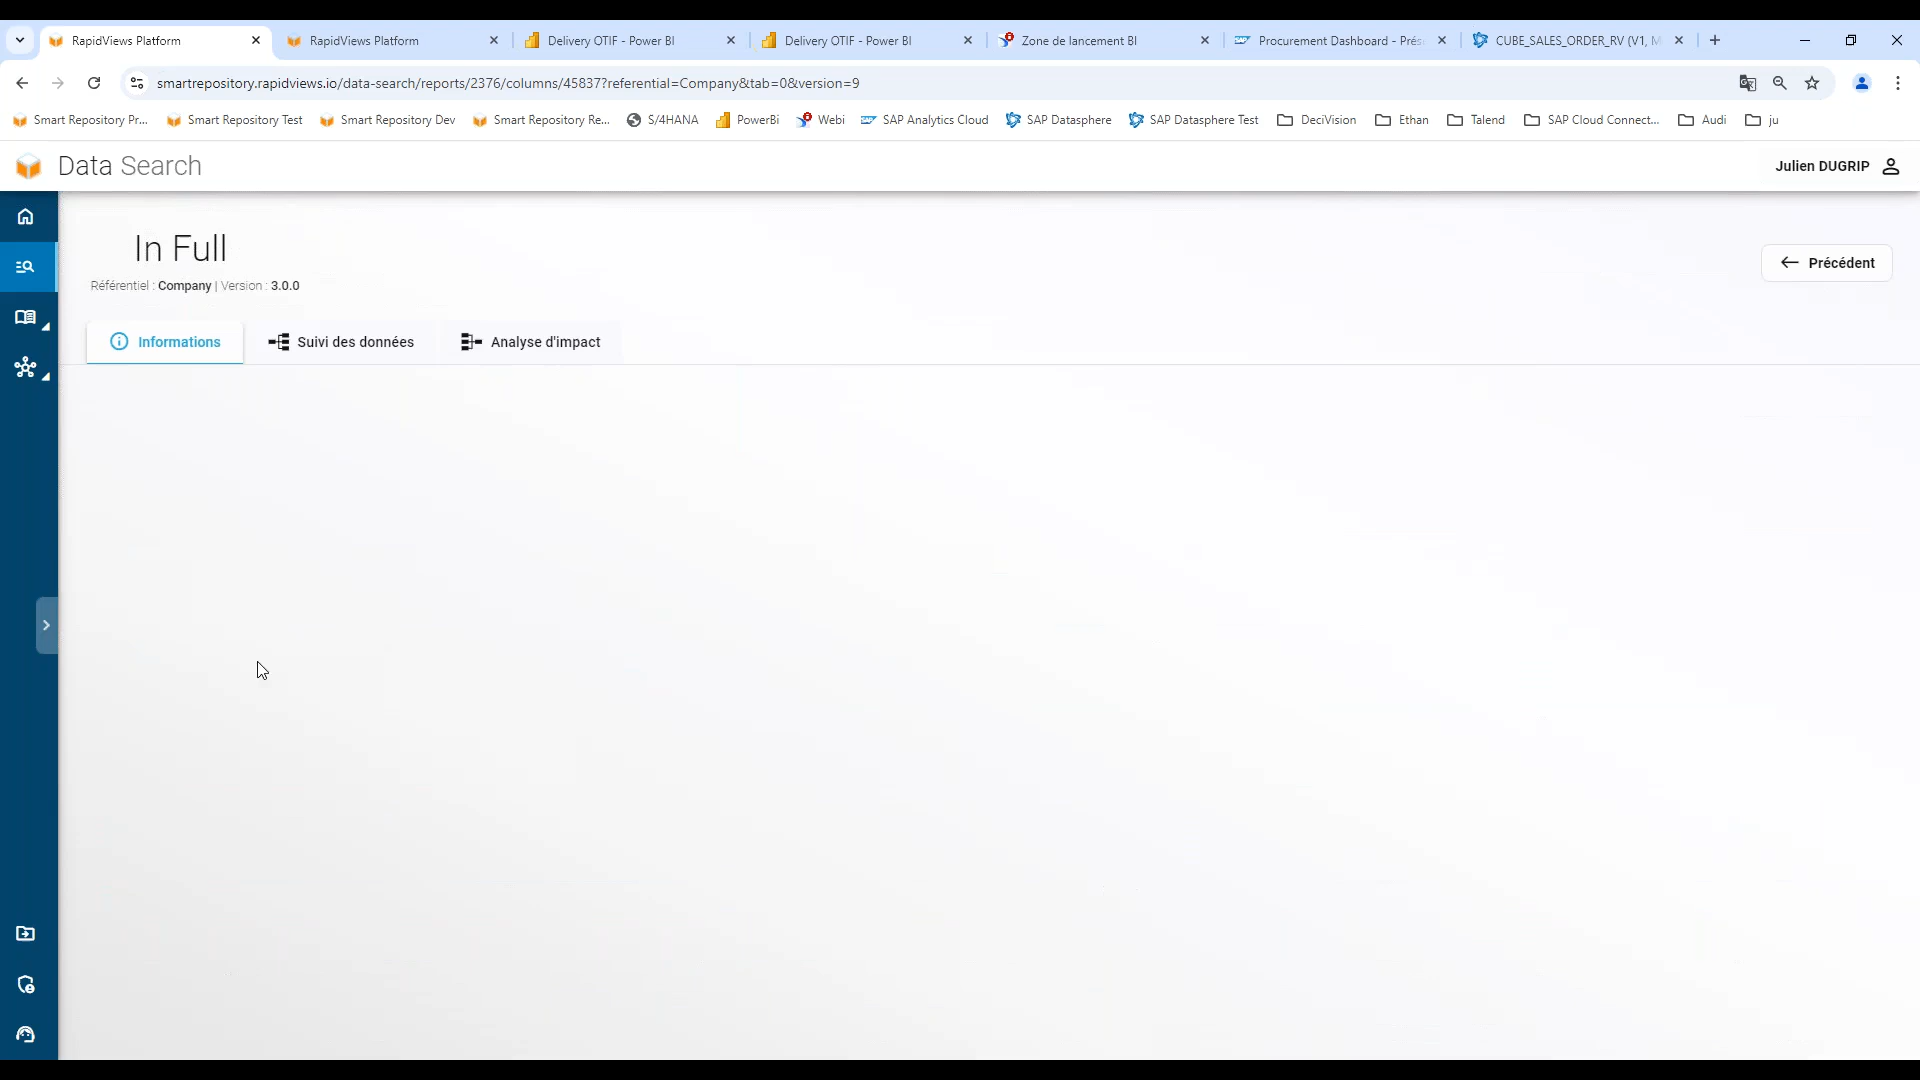 RapidViews Platform
RapidViews Platform
Delivery OTIF - Power BI
Delivery OTIF - Power BI
Zone de lancement BI
Procurement Dashboard - Prés
CUBE_SALES_ORDER_RV (V1, M
smartrepository.rapidviews.io/data-search/reports/2376/columns/45837?referential=Company&tab=0&version=9
Smart Repository Pr...
Smart Repository Test
Smart Repository Dev
Smart Repository Re...
S/4HANA
PowerBi
Webi
SAP Analytics Cloud
SAP Datasphere
SAP Datasphere Test
DeciVision
Ethan
Talend
SAP Cloud Connect...
Audi
ju
Data Search
Julien DUGRIP
In Full
Référentiel : Company | Version : 3.0.0
Précédent
Informations
Suivi des données
Analyse d'impact